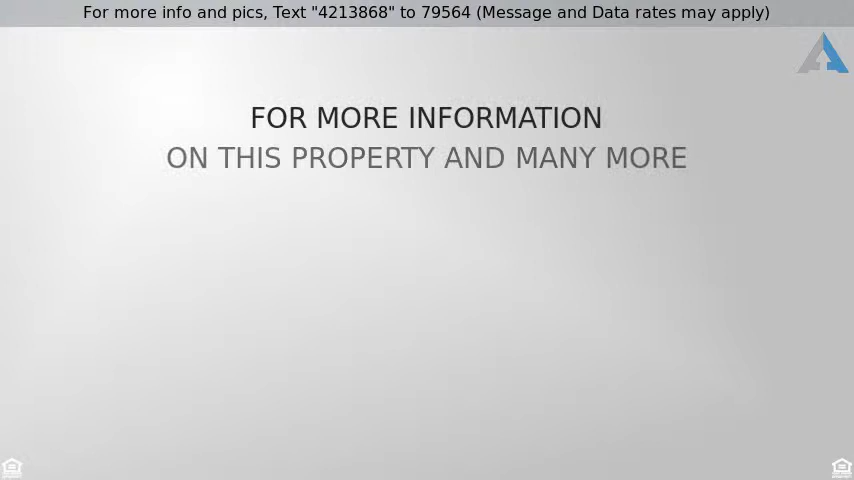 For more info and pics, Text "4213868" to 79564 (Message and Data rates may apply)
FOR MORE INFORMATION
ON THIS PROPERTY AND MANY MORE